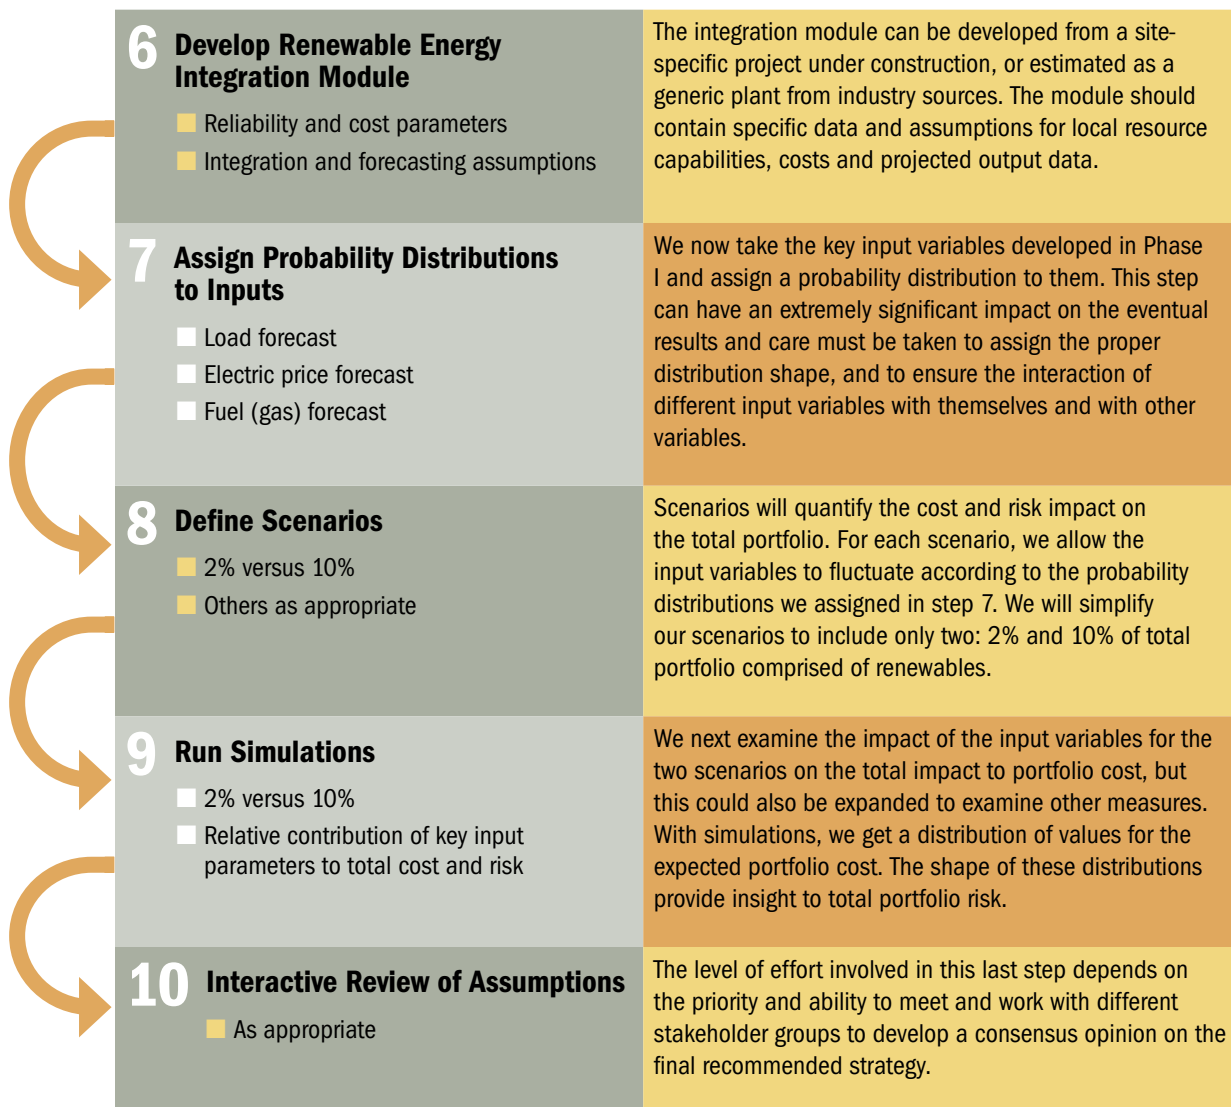 6 Develop Renewable Energy
Integration Module
Reliability and cost parameters
Integration and forecasting assumptions
The integration module can be developed from a site-
specific project under construction, or estimated as a
generic plant from industry sources. The module should
contain specific data and assumptions for local resource
capabilities, costs and projected output data.
7 Assign Probability Distributions
to Inputs
Load forecast
Electric price forecast
Fuel (gas) forecast
We now take the key input variables developed in Phase
I and assign a probability distribution to them. This step
can have an extremely significant impact on the eventual
results and care must be taken to assign the proper
distribution shape, and to ensure the interaction of
different input variables with themselves and with other
variables.
8 Define Scenarios
2% versus 10%
Others as appropriate
Scenarios will quantify the cost and risk impact on
the total portfolio. For each scenario, we allow the
input variables to fluctuate according to the probability
distributions we assigned in step 7. We will simplify
our scenarios to include only two: 2% and 10% of total
portfolio comprised of renewables.
9 Run Simulations
2% versus 10%
Relative contribution of key input
parameters to total cost and risk
We next examine the impact of the input variables for the
two scenarios on the total impact to portfolio cost, but
this could also be expanded to examine other measures.
With simulations, we get a distribution of values for the
expected portfolio cost. The shape of these distributions
provide insight to total portfolio risk.
10 Interactive Review of Assumptions
As appropriate
The level of effort involved in this last step depends on
the priority and ability to meet and work with different
stakeholder groups to develop a consensus opinion on the
final recommended strategy.